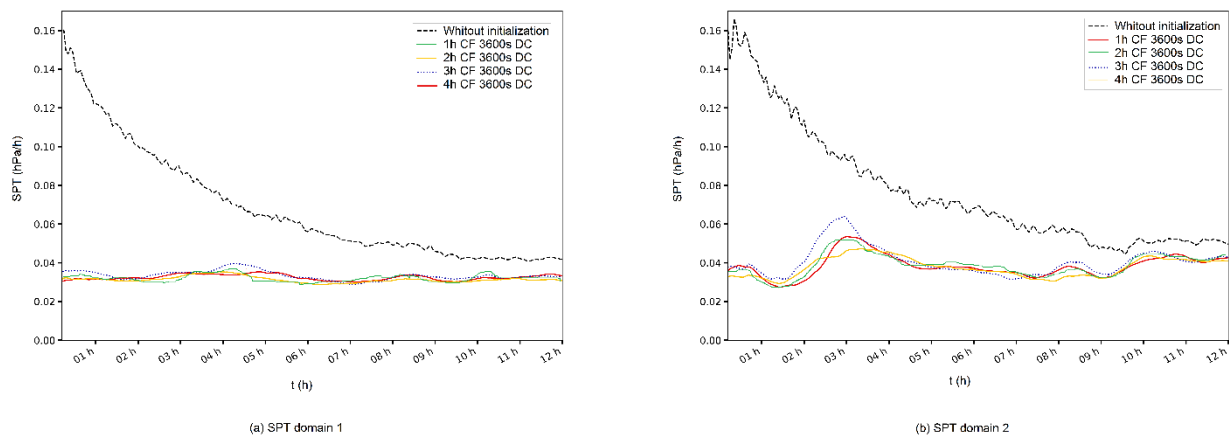 0.16
0.14
0.12
0.10
0.08
0.06
0.04
0.02
0.00
SPT (hPa/h)
Whitout initialization
1h CF 3600s DC
2h CF 3600s DC
3h CF 3600s DC
4h CF 3600s DC
01 h
02 h
03 h
04 h
05 h
06 h
07 h
08 h
09 h
10 h
11 h
12 h
t (h)
(a) SPT domain 1
0.16
0.14
0.12
0.10
0.08
0.06
0.04
0.02
0.00
SPT (hPa/h)
Whitout initialization
1h CF 3600s DC
2h CF 3600s DC
3h CF 3600s DC
4h CF 3600s DC
01 h
02 h
03 h
04 h
05 h
06 h
07 h
08 h
09 h
10 h
11 h
12 h
t (h)
(b) SPT domain 2